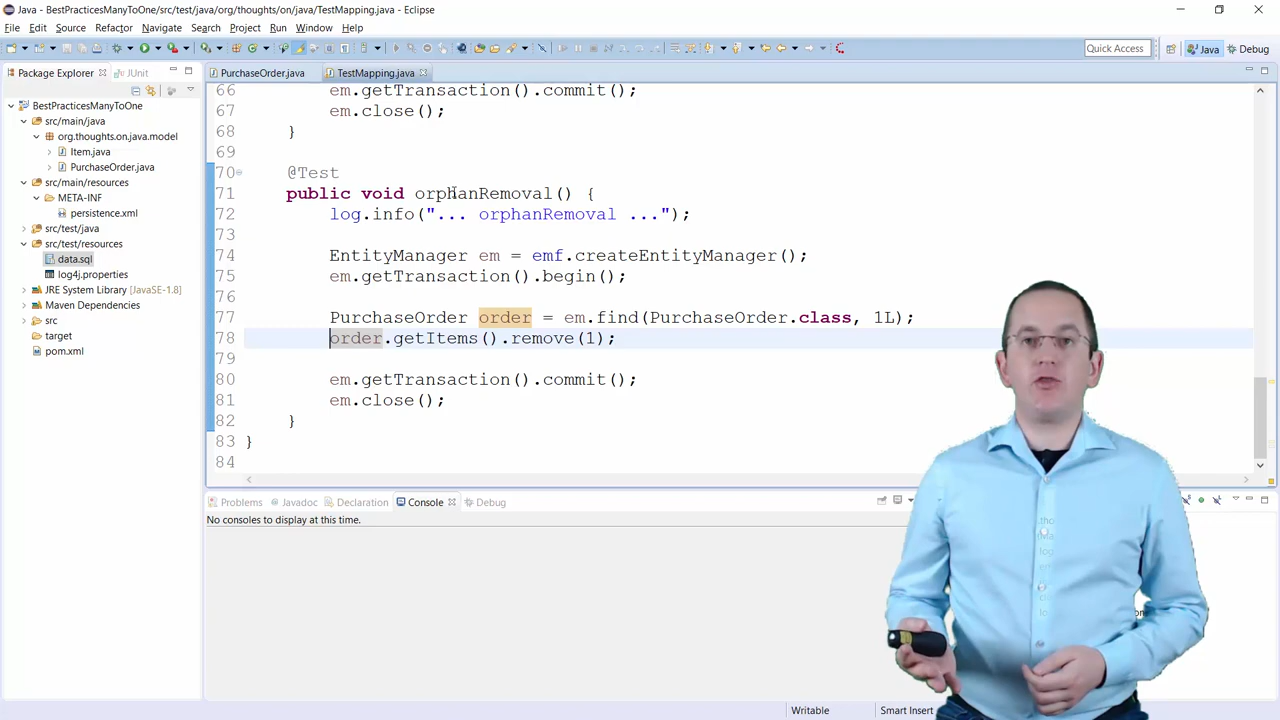 Java - BestPracticesManyToOne/src/test/java/org/thoughts/on/java/TestMapping.java - Eclipse
File Edit Source Refactor Navigate Search Project Run Window Help
Quick Access
Java
Debug
Package Explorer
JUnit
BestPracticesManyToOne
src/main/java
org.thoughts.on.java.model
Item.java
PurchaseOrder.java
src/main/resources
META-INF
persistence.xml
src/test/java
src/test/resources
data.sql
log4j.properties
JRE System Library [JavaSE-1.8]
Maven Dependencies
src
target
pom.xml
PurchaseOrder.java
TestMapping.java
66 em.getTransaction().commit();
67 em.close();
68 }
69
70 @Test
71 public void orphanRemoval() {
72 log.info("... orphanRemoval ...");
73
74 EntityManager em = emf.createEntityManager();
75 em.getTransaction().begin();
76
77 PurchaseOrder order = em.find(PurchaseOrder.class, 1L);
78 order.getItems().remove(1);
79
80 em.getTransaction().commit();
81 em.close();
82 }
83 }
84
Problems Javadoc Declaration Console Debug
No consoles to display at this time.
Writable
Smart Insert